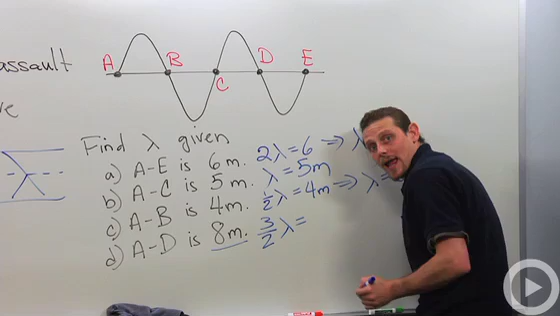 A B C D E
assault
ve
Find λ given
a) A-E is 6m. 2λ = 6 ⇒ λ
b) A-C is 5m. λ = 5m
c) A-B is 4m. ½λ = 4m ⇒ λ =
d) A-D is 8m. 3/2 λ =